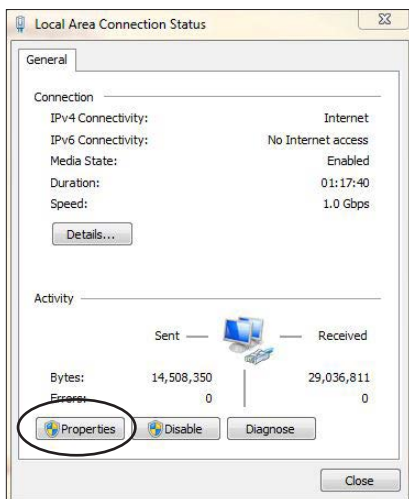 Local Area Connection Status
General
Connection
IPv4 Connectivity: Internet
IPv6 Connectivity: No Internet access
Media State: Enabled
Duration: 01:17:40
Speed: 1.0 Gbps
Details...
Activity
Sent — — Received
Bytes: 14,508,350 29,036,811
Errors: 0 0
Properties Disable Diagnose
Close